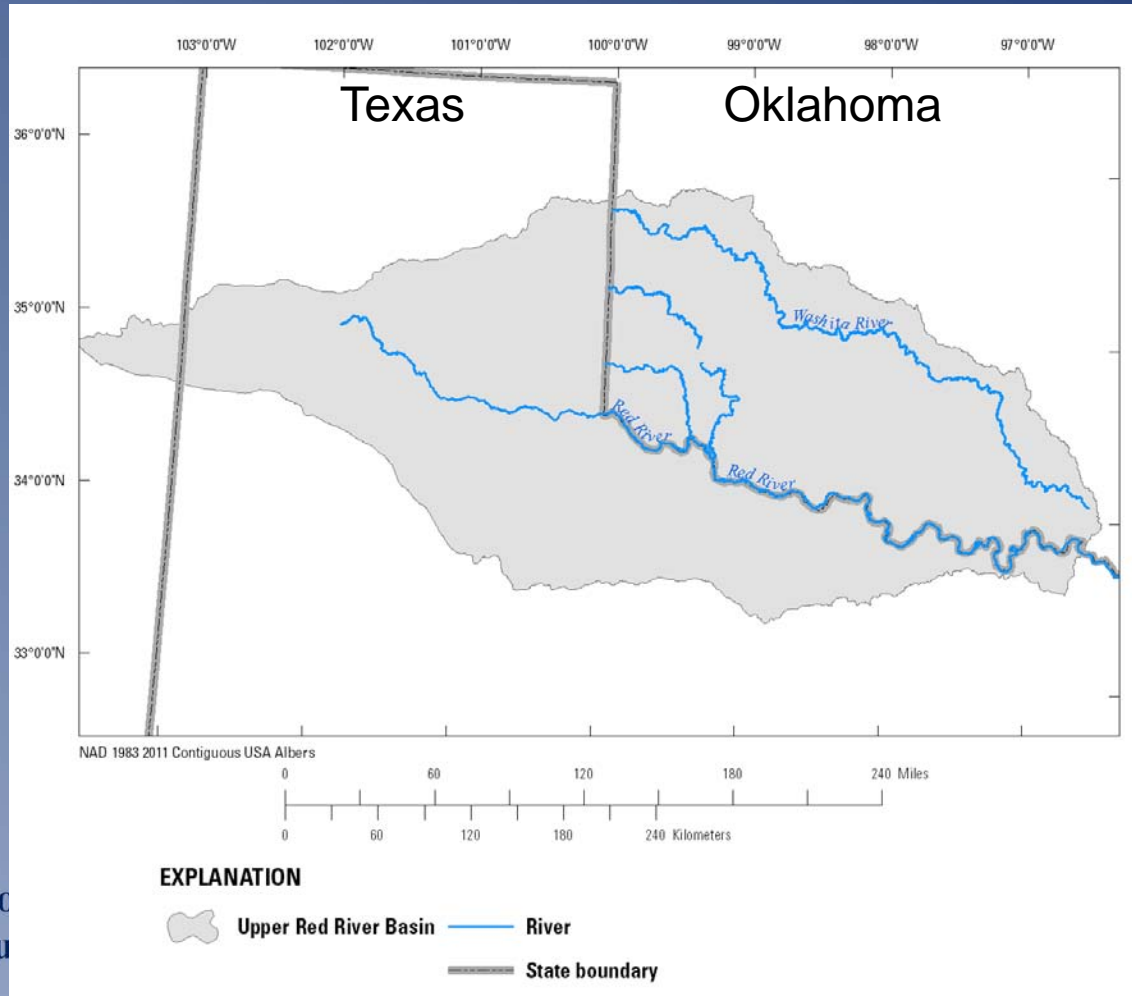 103°0'0"W 102°0'0"W 101°0'0"W 100°0'0"W 99°0'0"W 98°0'0"W 97°0'0"W
Texas Oklahoma
36°0'0"N
35°0'0"N
Washita River
Red River
34°0'0"N
Red River
33°0'0"N
NAD 1983 2011 Contiguous USA Albers
0 60 120 180 240 Miles
0 60 120 180 240 Kilometers
EXPLANATION
Upper Red River Basin River
State boundary